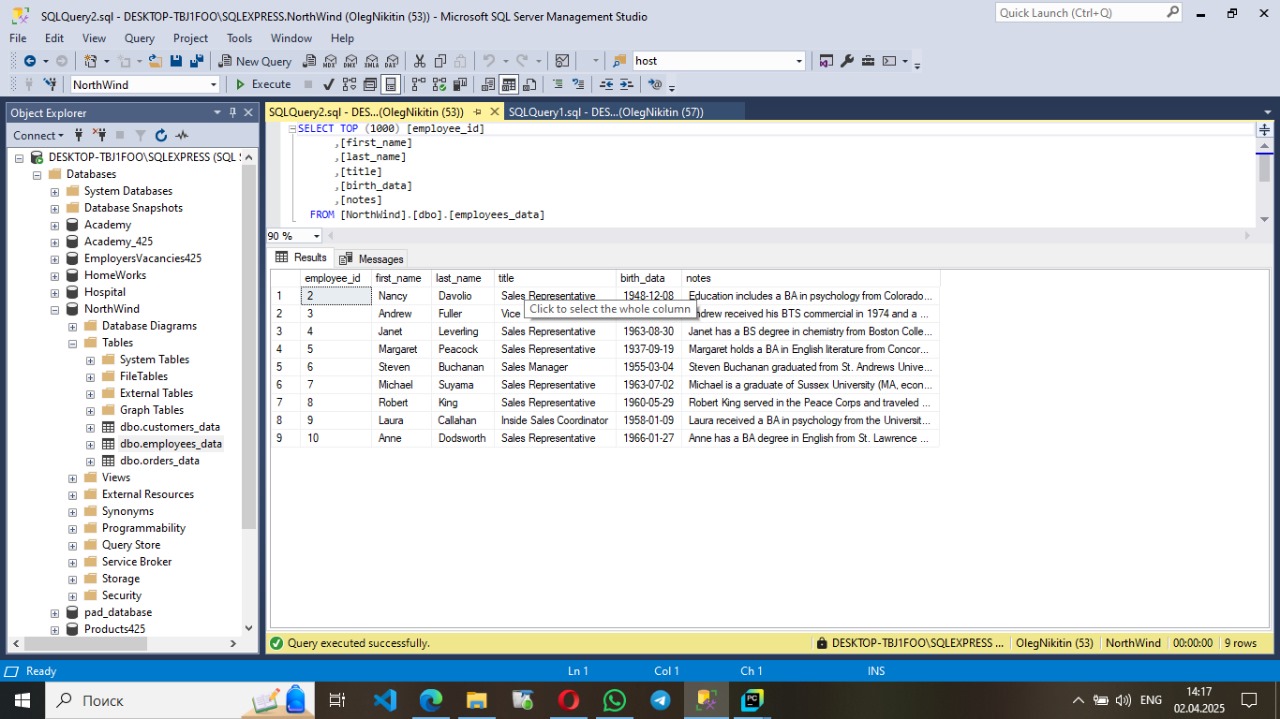 SQLQuery2.sql - DESKTOP-TBJ1FOO\SQLEXPRESS.NorthWind (OlegNikitin (53)) - Microsoft SQL Server Management Studio
Quick Launch (Ctrl+Q)
File Edit View Query Project Tools Window Help
New Query
host
NorthWind
Execute
Object Explorer
SQLQuery2.sql - DES...(OlegNikitin (53))
SQLQuery1.sql - DES...(OlegNikitin (57))
Connect
DESKTOP-TBJ1FOO\SQLEXPRESS (SQL S
Databases
System Databases
Database Snapshots
Academy
Academy_425
EmployersVacancies425
HomeWorks
Hospital
NorthWind
Database Diagrams
Tables
System Tables
FileTables
External Tables
Graph Tables
dbo.customers_data
dbo.employees_data
dbo.orders_data
Views
External Resources
Synonyms
Programmability
Query Store
Service Broker
Storage
Security
pad_database
Products425
SELECT TOP (1000) [employee_id]
,[first_name]
,[last_name]
,[title]
,[birth_data]
,[notes]
FROM [NorthWind].[dbo].[employees_data]
90 %
Results Messages
employee_id first_name last_name title birth_data notes
1 2 Nancy Davolio Sales Representative 1948-12-08 Education includes a BA in psychology from Colorado...
Click to select the whole column
2 3 Andrew Fuller Vice ndrew received his BTS commercial in 1974 and a ...
3 4 Janet Leverling Sales Representative 1963-08-30 Janet has a BS degree in chemistry from Boston Colle...
4 5 Margaret Peacock Sales Representative 1937-09-19 Margaret holds a BA in English literature from Concor...
5 6 Steven Buchanan Sales Manager 1955-03-04 Steven Buchanan graduated from St. Andrews Unive...
6 7 Michael Suyama Sales Representative 1963-07-02 Michael is a graduate of Sussex University (MA, econ...
7 8 Robert King Sales Representative 1960-05-29 Robert King served in the Peace Corps and traveled ...
8 9 Laura Callahan Inside Sales Coordinator 1958-01-09 Laura received a BA in psychology from the Universit...
9 10 Anne Dodsworth Sales Representative 1966-01-27 Anne has a BA degree in English from St. Lawrence ...
Query executed successfully.
DESKTOP-TBJ1FOO\SQLEXPRESS ... OlegNikitin (53) NorthWind 00:00:00 9 rows
Ready Ln 1 Col 1 Ch 1 INS
Поиск
ENG
14:17
02.04.2025